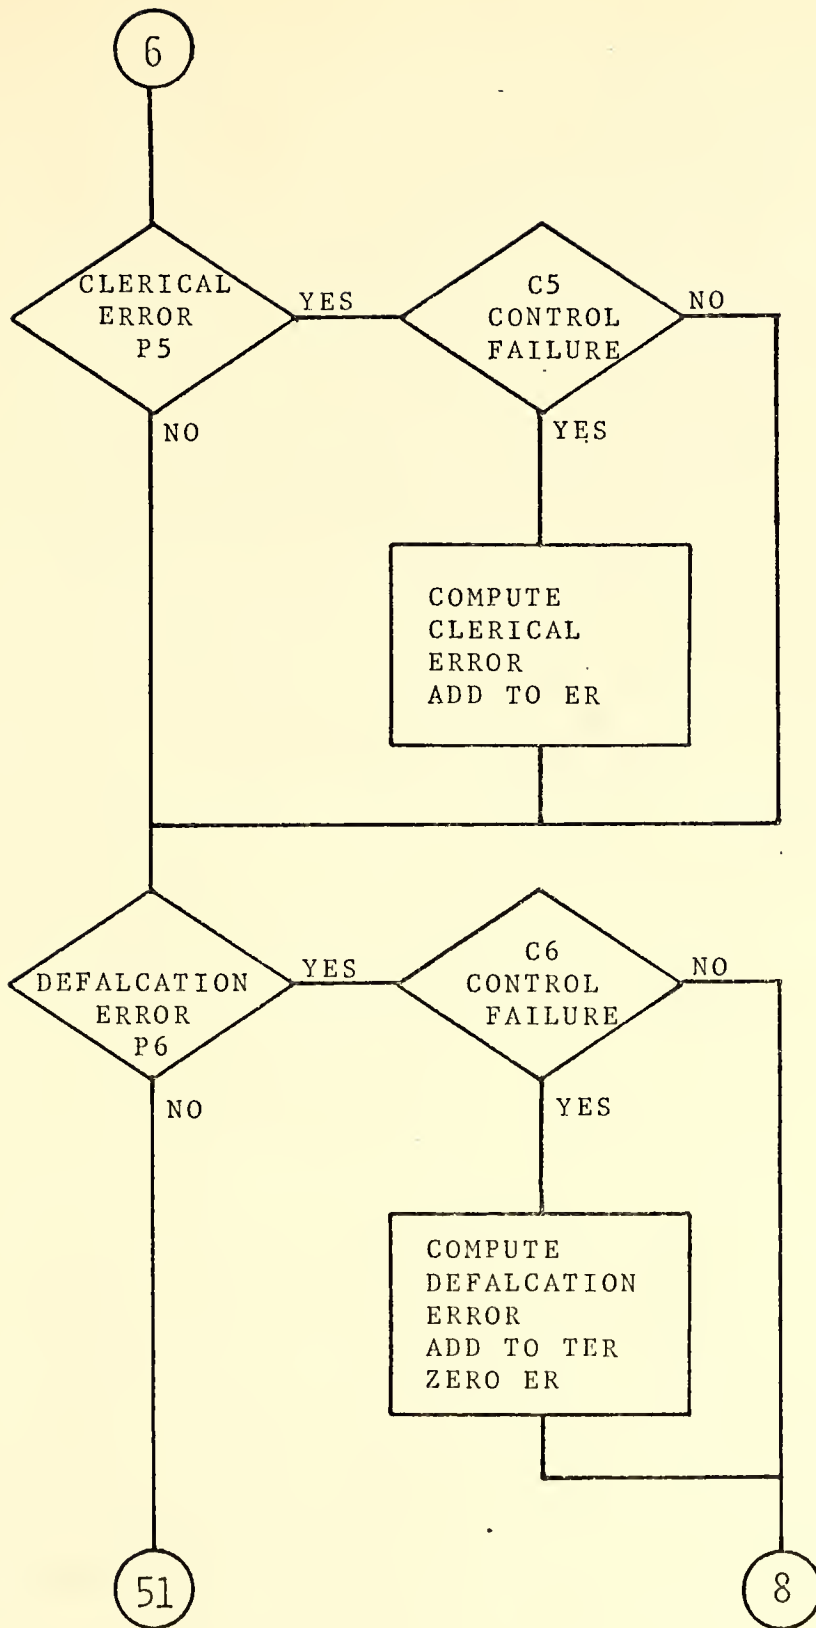 6
CLERICAL
ERROR
P5
YES
C5
CONTROL
FAILURE
NO
NO
YES
COMPUTE
CLERICAL
ERROR
ADD TO ER
DEFALCATION
ERROR
P6
YES
C6
CONTROL
FAILURE
NO
NO
YES
COMPUTE
DEFALCATION
ERROR
ADD TO TER
ZERO ER
51
8